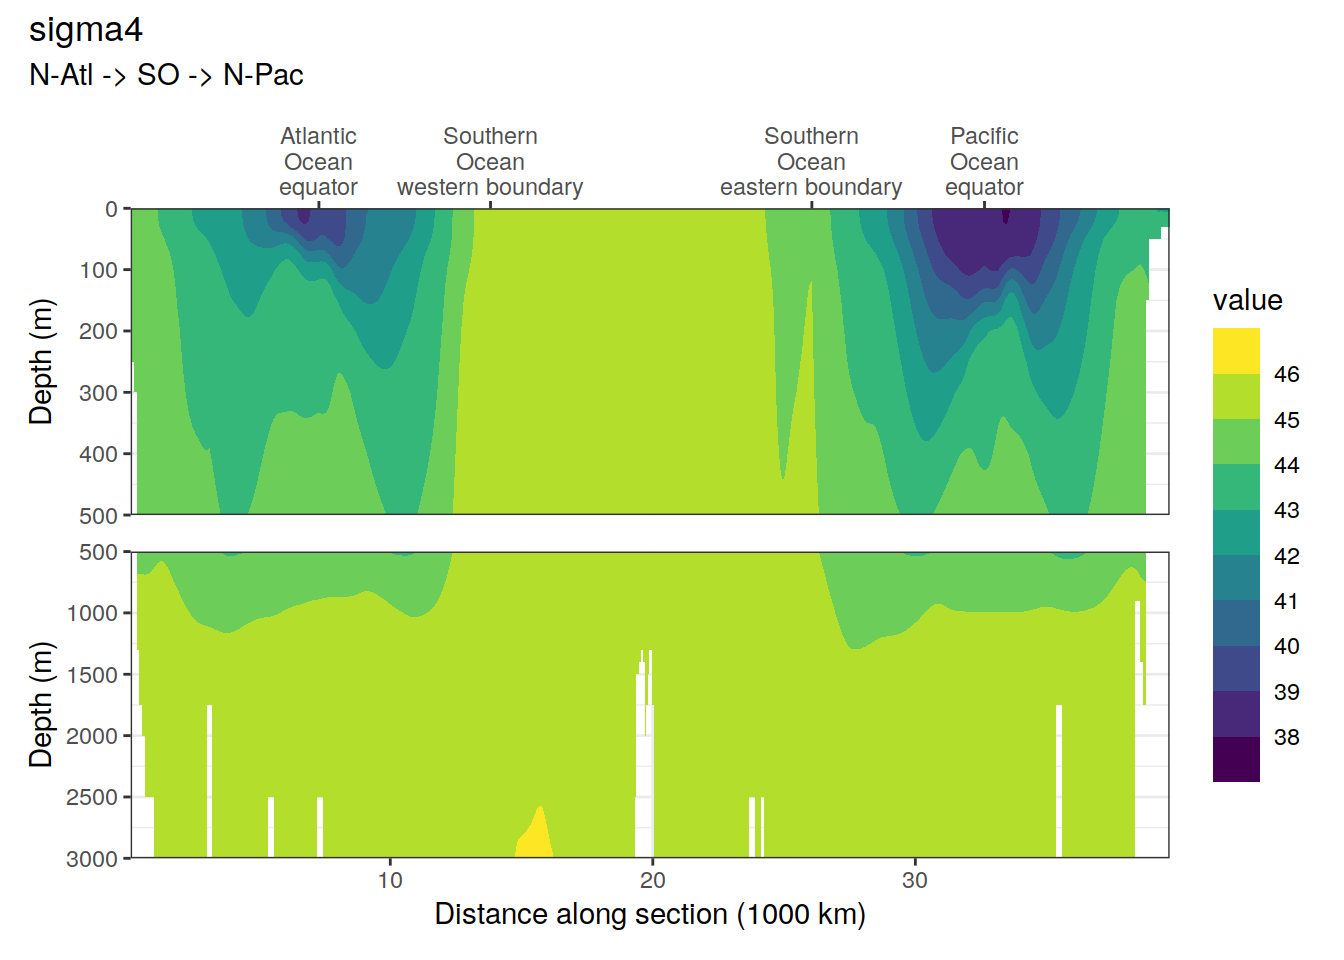 sigma4
N-Atl -> SO -> N-Pac
Atlantic
Ocean
equator
Southern
Ocean
western boundary
Southern
Ocean
eastern boundary
Pacific
Ocean
equator
Depth (m)
0
100
200
300
400
500
Depth (m)
500
1000
1500
2000
2500
3000
10
20
30
Distance along section (1000 km)
value
46
45
44
43
42
41
40
39
38